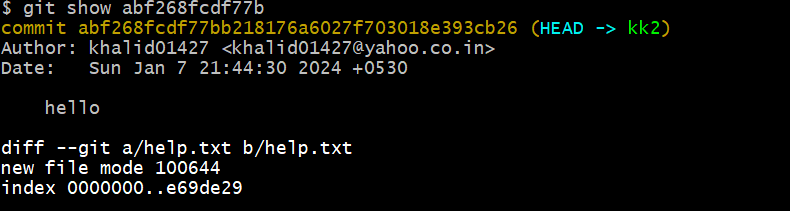 $ git show abf268fcdf77b
commit abf268fcdf77bb218176a6027f703018e393cb26 (HEAD -> kk2)
Author: khalid01427 <khalid01427@yahoo.co.in>
Date:   Sun Jan 7 21:44:30 2024 +0530
    hello
diff --git a/help.txt b/help.txt
new file mode 100644
index 0000000..e69de29